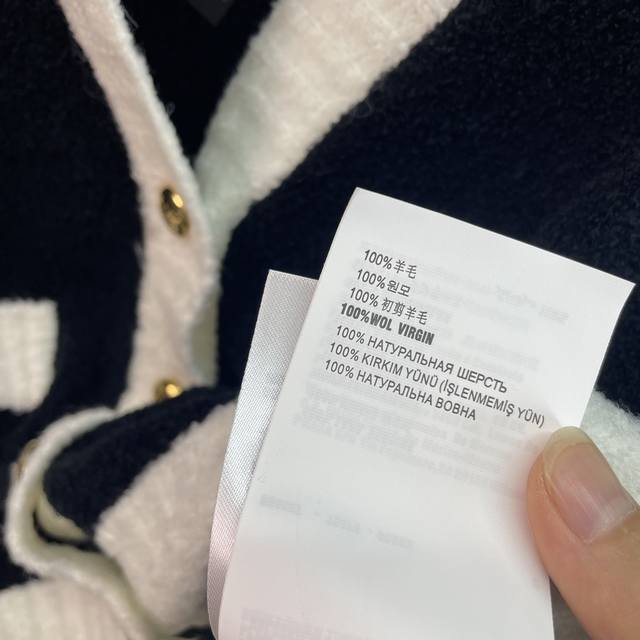 100%羊毛
100%원모
100%初剪羊毛
100%WOL VIRGIN
100% НАТУРАЛЬНАЯ ШЕРСТЬ
100% KIRKIM YÜNÜ (İŞLENMEMİŞ YÜN)
100% НАТУРАЛЬНА ВОВНА